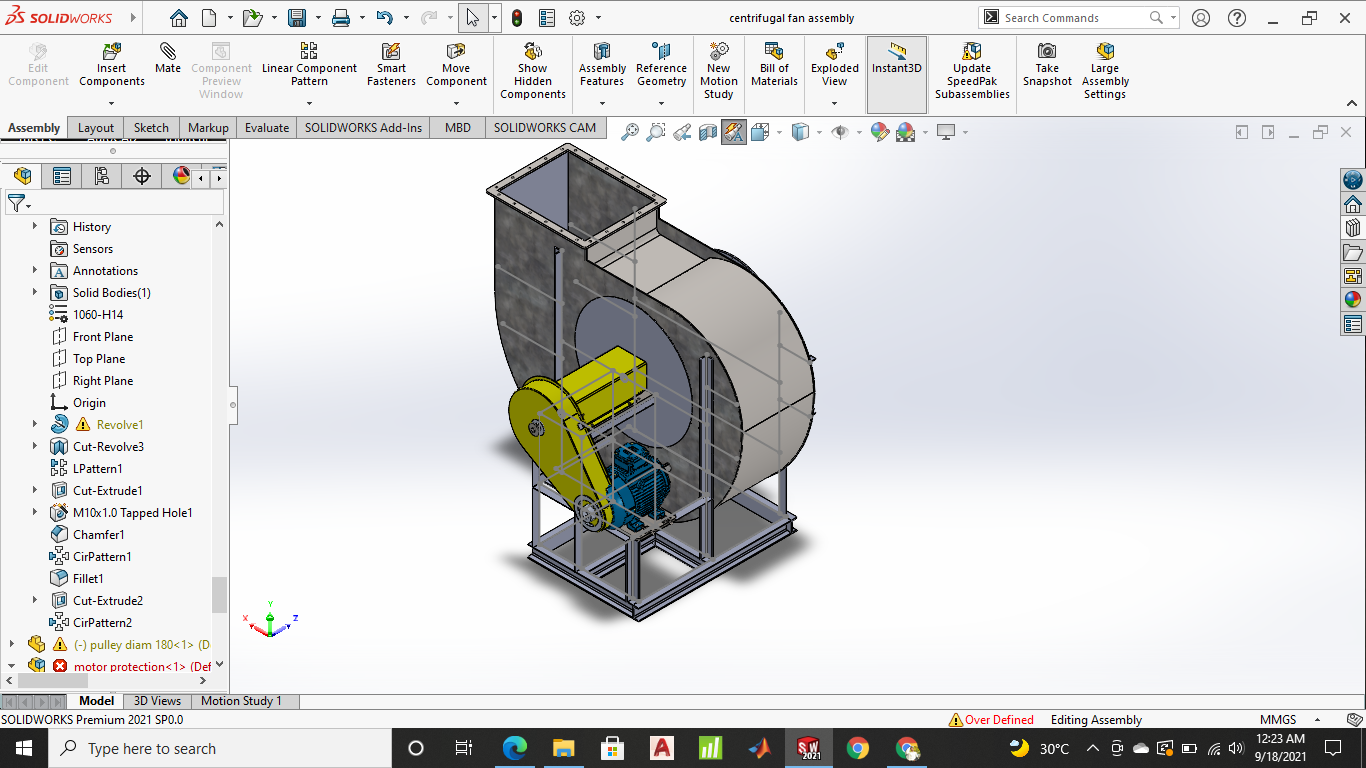 SOLIDWORKS
centrifugal fan assembly
Search Commands
Edit
Component
Insert
Components
Mate
Component
Preview
Window
Linear Component
Pattern
Smart
Fasteners
Move
Component
Show
Hidden
Components
Assembly
Features
Reference
Geometry
New
Motion
Study
Bill of
Materials
Exploded
View
Instant3D
Update
SpeedPak
Subassemblies
Take
Snapshot
Large
Assembly
Settings
Assembly
Layout
Sketch
Markup
Evaluate
SOLIDWORKS Add-Ins
MBD
SOLIDWORKS CAM
History
Sensors
Annotations
Solid Bodies(1)
1060-H14
Front Plane
Top Plane
Right Plane
Origin
Revolve1
Cut-Revolve3
LPattern1
Cut-Extrude1
M10x1.0 Tapped Hole1
Chamfer1
CirPattern1
Fillet1
Cut-Extrude2
CirPattern2
(-) pulley diam 180<1> (D
motor protection<1> (Def
Y
X
Z
Model
3D Views
Motion Study 1
SOLIDWORKS Premium 2021 SP0.0
Over Defined
Editing Assembly
MMGS
Type here to search
SW
2021
30°C
12:23 AM
9/18/2021